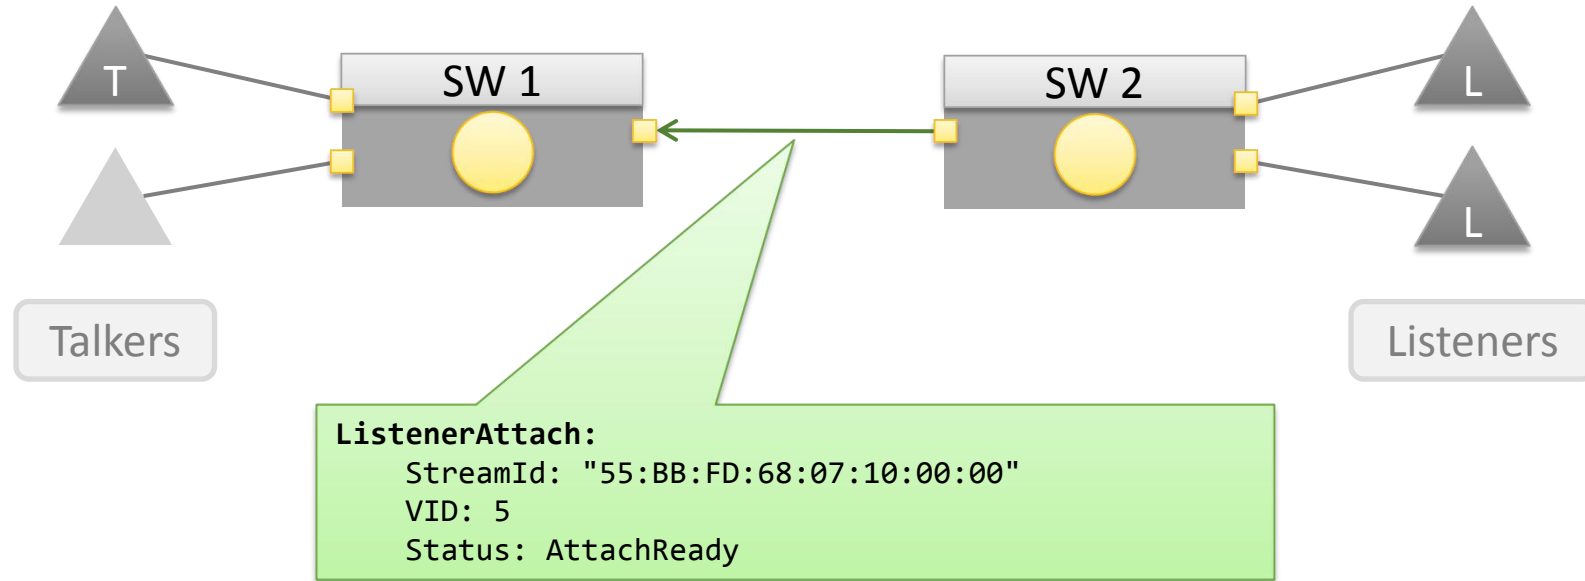 T
SW 1
SW 2
L
L
Talkers
Listeners
ListenerAttach:
StreamId: "55:BB:FD:68:07:10:00:00"
VID: 5
Status: AttachReady